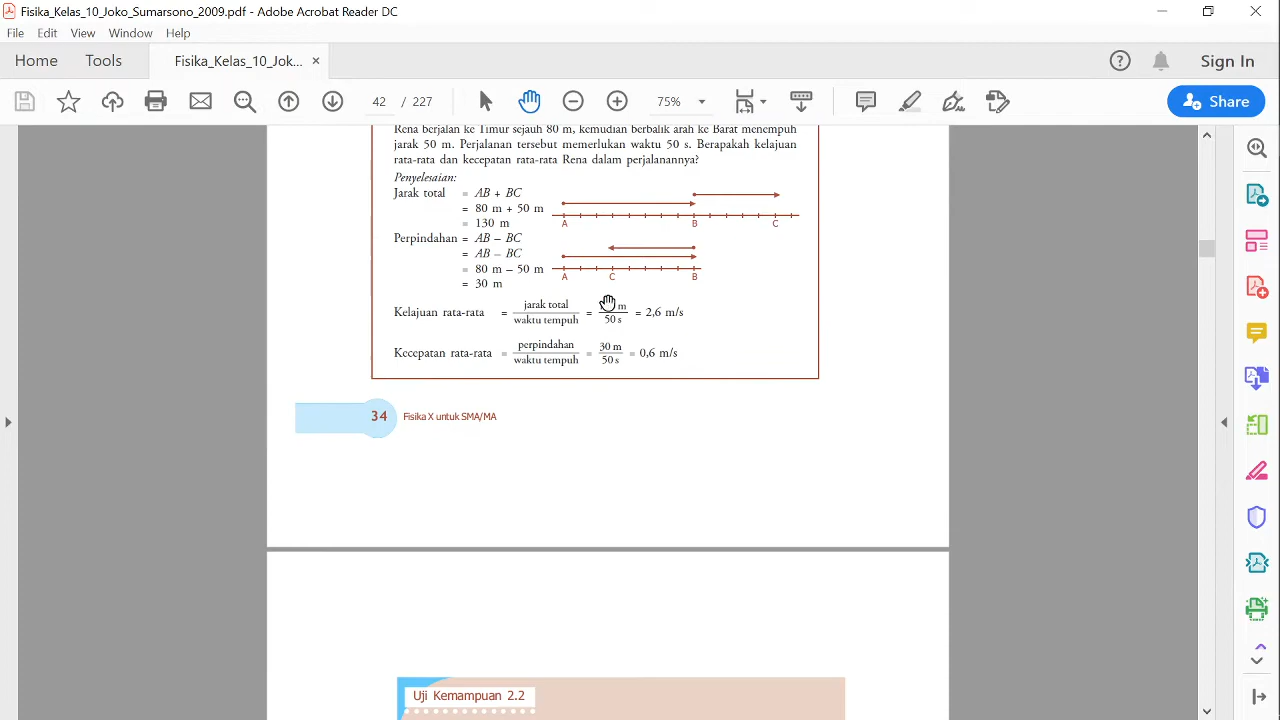 Fisika_Kelas_10_Joko_Sumarsono_2009.pdf - Adobe Acrobat Reader DC
File Edit View Window Help
Home Tools Fisika_Kelas_10_Jok... ×
Sign In
42 / 227 75% Share
Rena berjalan ke Timur sejauh 80 m, kemudian berbalik arah ke Barat menempuh
jarak 50 m. Perjalanan tersebut memerlukan waktu 50 s. Berapakah kelajuan
rata-rata dan kecepatan rata-rata Rena dalam perjalanannya?
Penyelesaian:
Jarak total = AB + BC
= 80 m + 50 m
= 130 m
A B C
Perpindahan = AB – BC
= AB – BC
= 80 m – 50 m
= 30 m
A C B
Kelajuan rata-rata = jarak total / waktu tempuh = m / 50 s = 2,6 m/s
Kecepatan rata-rata = perpindahan / waktu tempuh = 30 m / 50 s = 0,6 m/s
34 Fisika X untuk SMA/MA
Uji Kemampuan 2.2